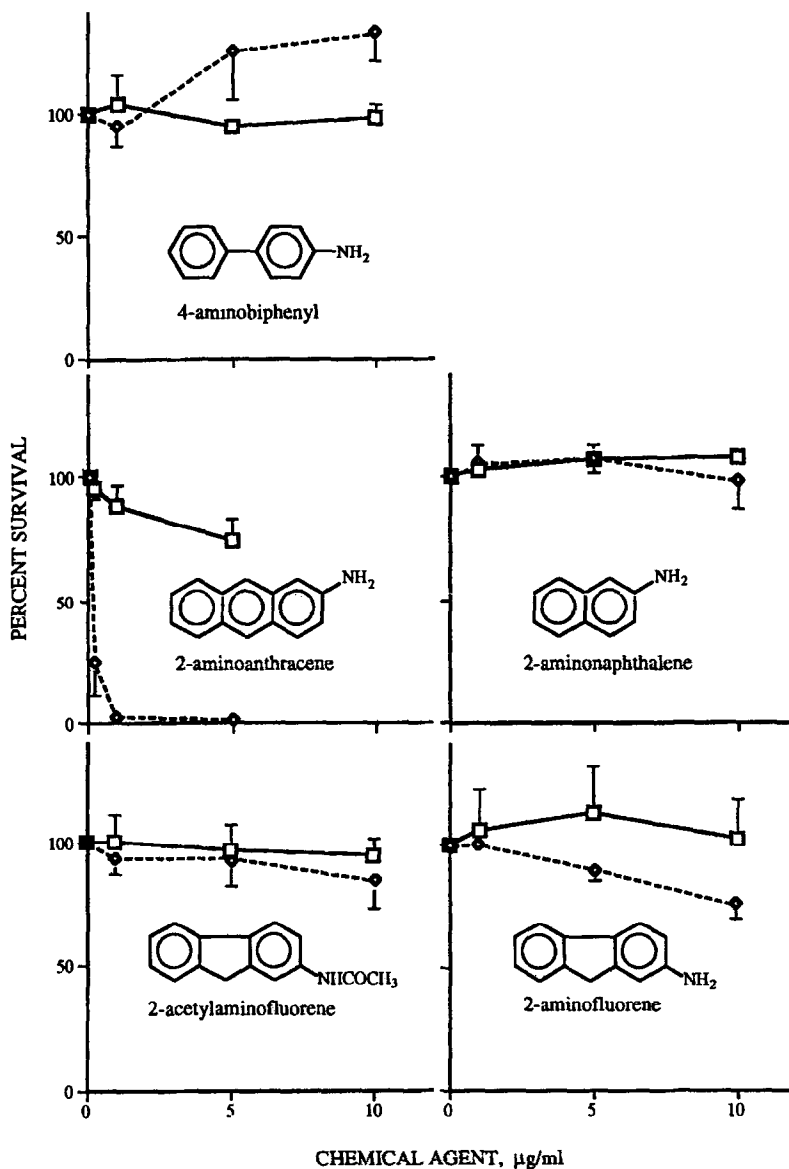 100
50
0
NH2
4-aminobiphenyl
PERCENT SURVIVAL
100
50
0
NH2
2-aminoanthracene
NH2
2-aminonaphthalene
100
50
0
NHCOCH3
2-acetylaminofluorene
NH2
2-aminofluorene
0 5 10 0 5 10
CHEMICAL AGENT, µg/ml